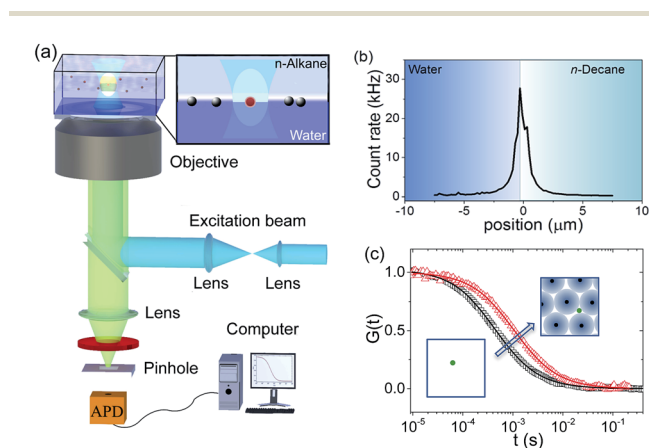 (a)
n-Alkane
Water
Objective
Excitation beam
Lens
Lens
Lens
Computer
Pinhole
APD
(b)
Water
n-Decane
Count rate (kHz)
30
20
10
0
-10
-5
0
5
10
position (μm)
(c)
G(t)
1.0
0.5
0.0
10⁻⁵
10⁻⁴
10⁻³
10⁻²
10⁻¹
t (s)